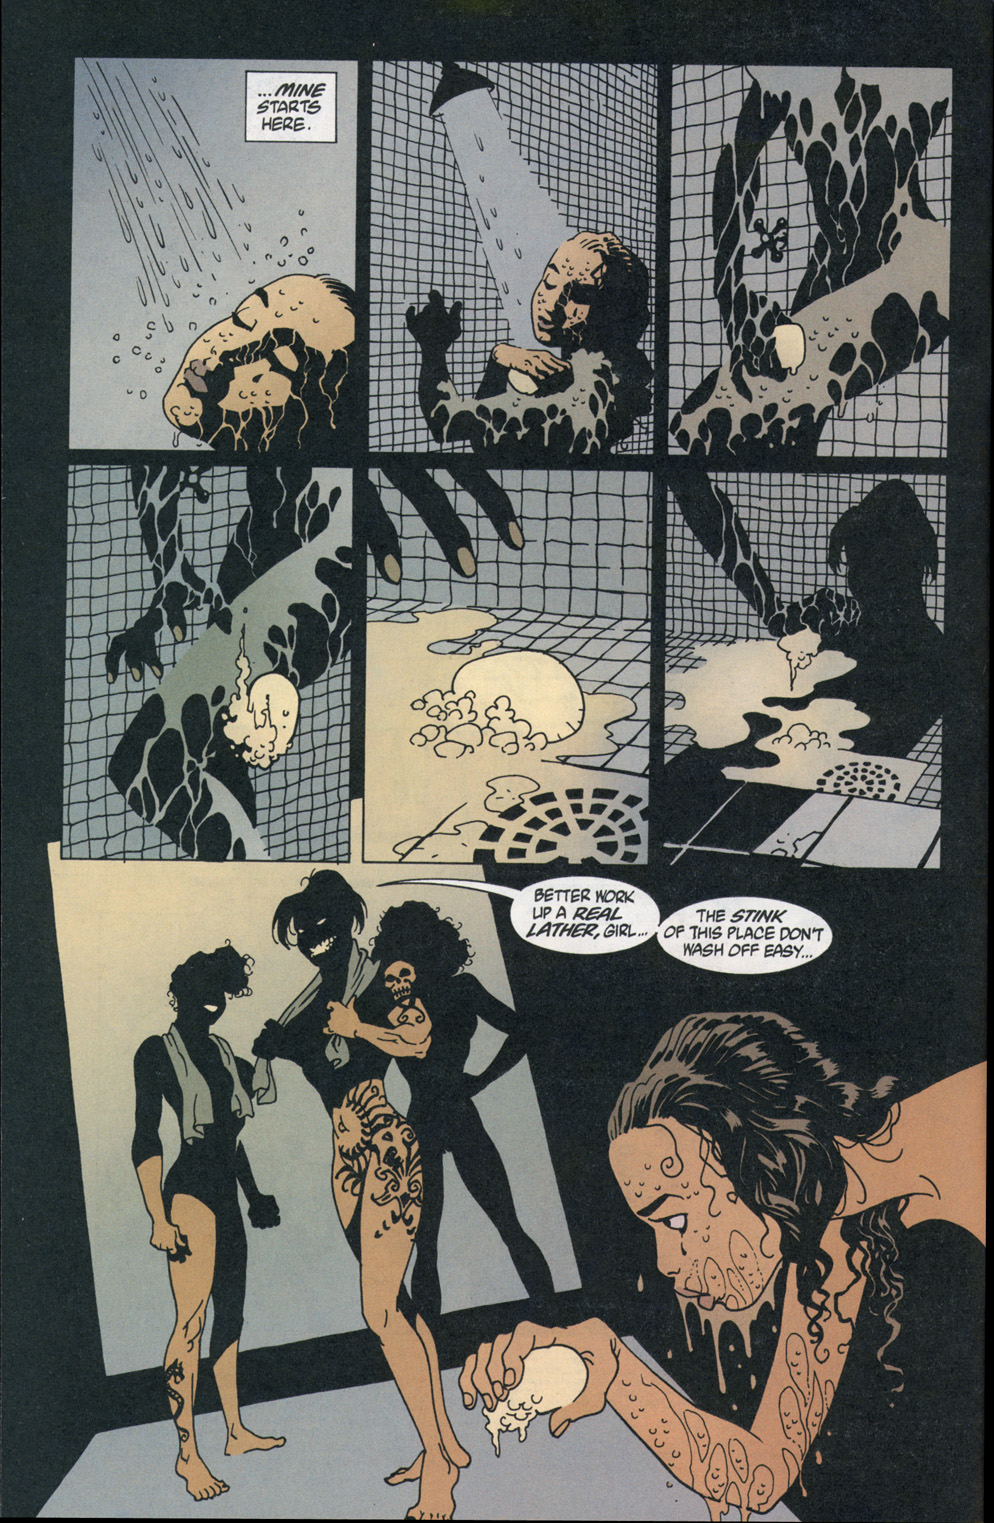 ...MINE
STARTS
HERE.
BETTER WORK
UP A REAL
LATHER, GIRL...
THE STINK
OF THIS PLACE DON'T
WASH OFF EASY...